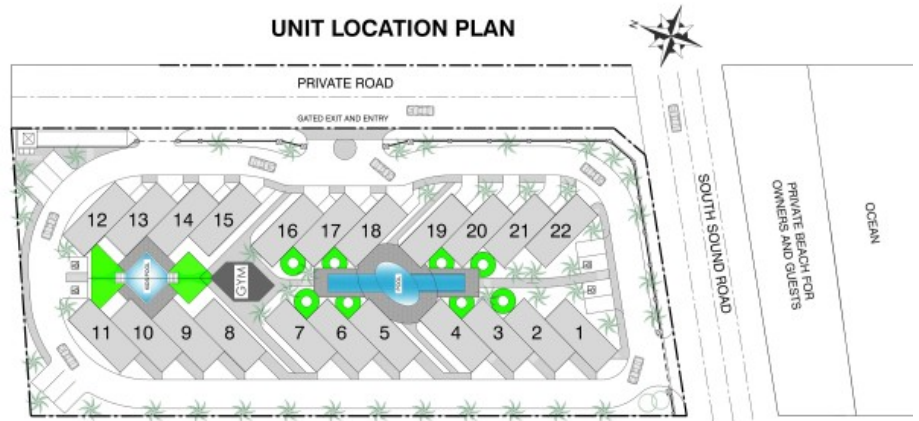 UNIT LOCATION PLAN
N
PRIVATE ROAD
GATED EXIT AND ENTRY
12 13 14 15
16 17 18
19 20 21 22
GYM
POOL
11 10 9 8
7 6 5
4 3 2 1
SOUTH SOUND ROAD
PRIVATE BEACH FOR
OWNERS AND GUESTS
OCEAN